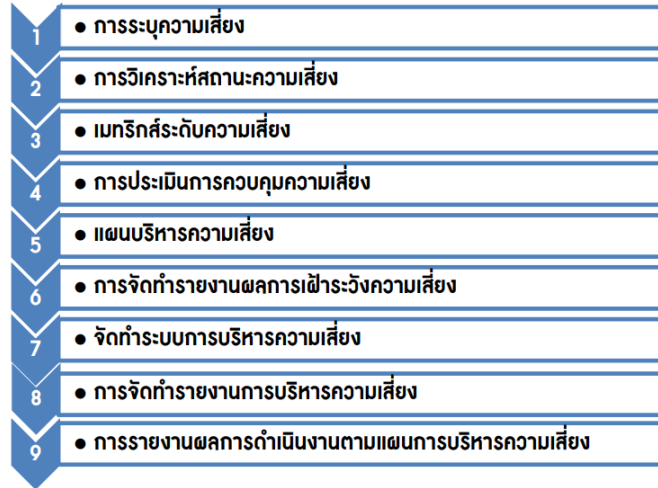 1 ● การระบุความเสี่ยง
2 ● การวิเคราะห์สถานะความเสี่ยง
3 ● เมทริกส์ระดับความเสี่ยง
4 ● การประเมินการควบคุมความเสี่ยง
5 ● แผนบริหารความเสี่ยง
6 ● การจัดทำรายงานผลการเฝ้าระวังความเสี่ยง
7 ● จัดทำระบบการบริหารความเสี่ยง
8 ● การจัดทำรายงานการบริหารความเสี่ยง
9 ● การรายงานผลการดำเนินงานตามแผนการบริหารความเสี่ยง